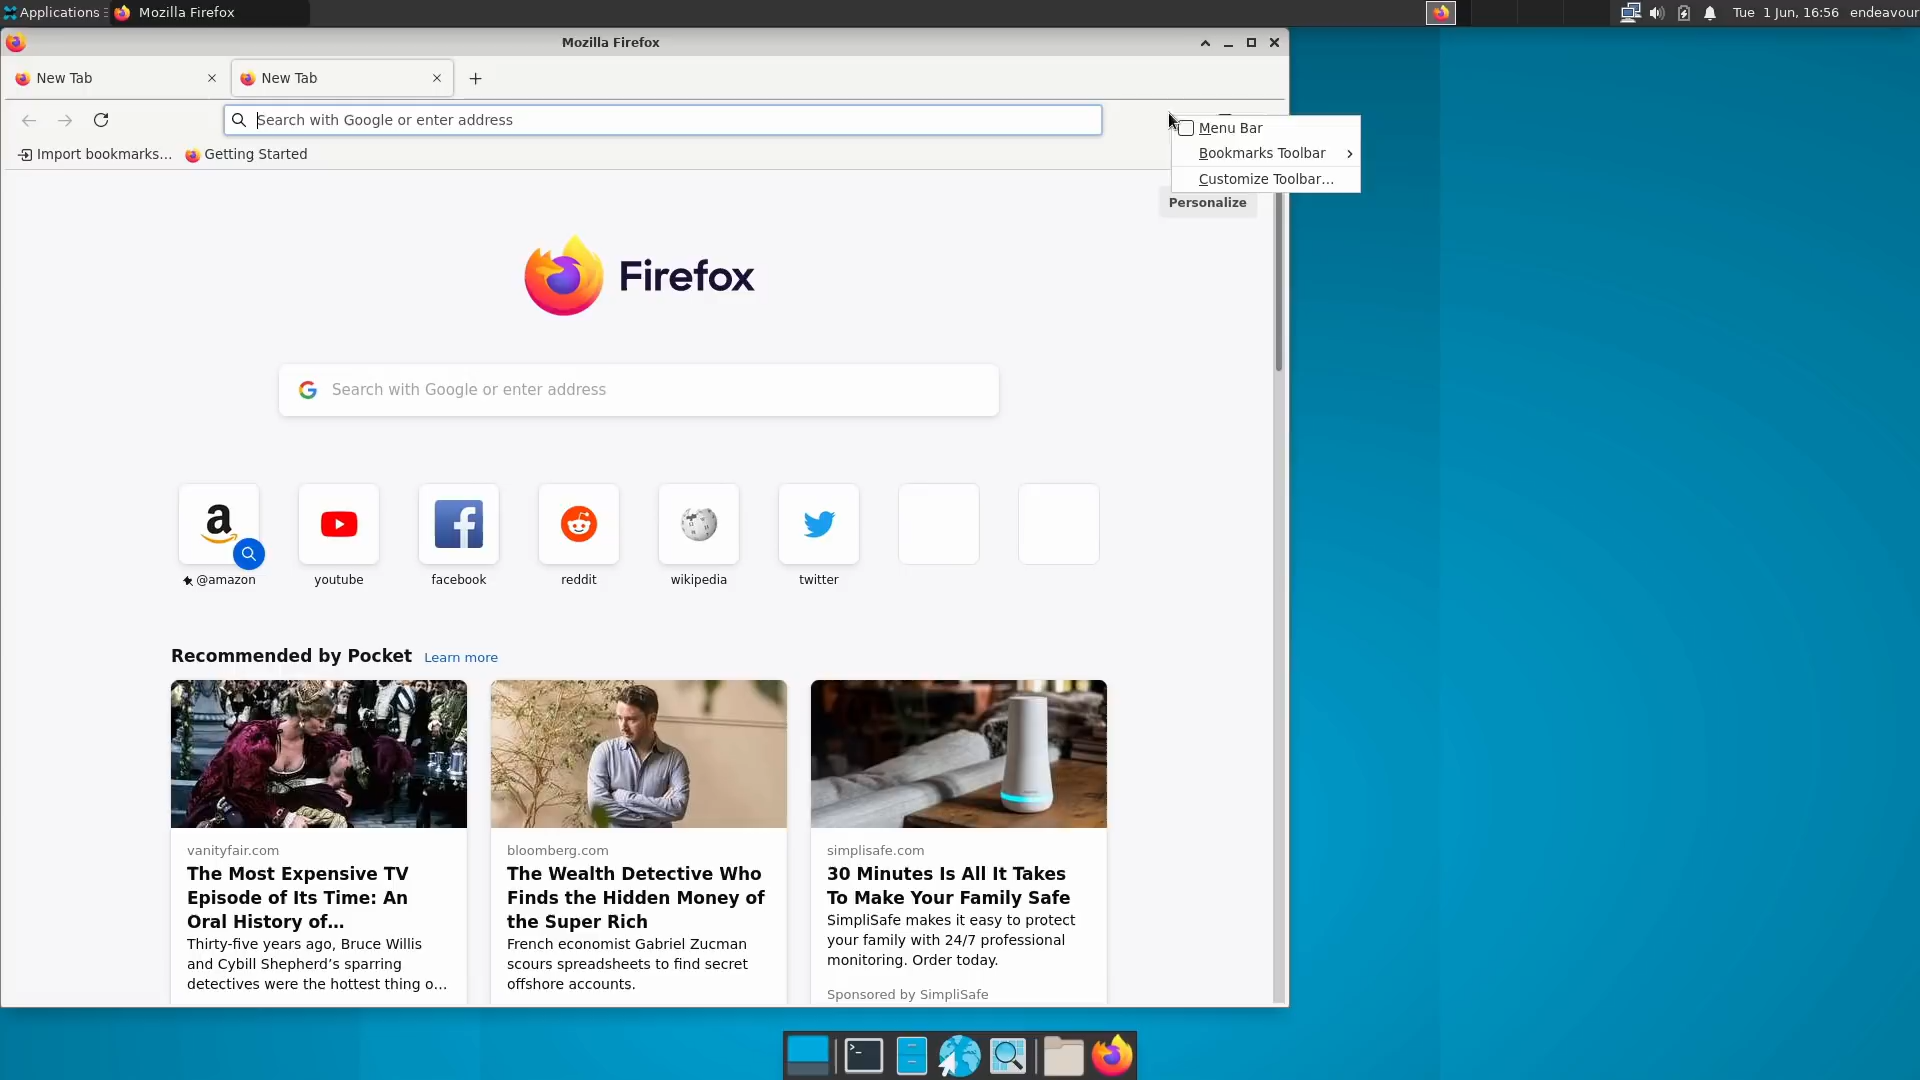 Applications
Mozilla Firefox
Tue 1 Jun, 16:56
endeavour
Mozilla Firefox
New Tab
New Tab
Search with Google or enter address
Import bookmarks...
Getting Started
Menu Bar
Bookmarks Toolbar
Customize Toolbar...
Personalize
Firefox
Search with Google or enter address
@amazon
youtube
facebook
reddit
wikipedia
twitter
Recommended by Pocket
Learn more
vanityfair.com
The Most Expensive TV
Episode of Its Time: An
Oral History of...
Thirty-five years ago, Bruce Willis
and Cybill Shepherd’s sparring
detectives were the hottest thing o...
bloomberg.com
The Wealth Detective Who
Finds the Hidden Money of
the Super Rich
French economist Gabriel Zucman
scours spreadsheets to find secret
offshore accounts.
simplisafe.com
30 Minutes Is All It Takes
To Make Your Family Safe
SimpliSafe makes it easy to protect
your family with 24/7 professional
monitoring. Order today.
Sponsored by SimpliSafe